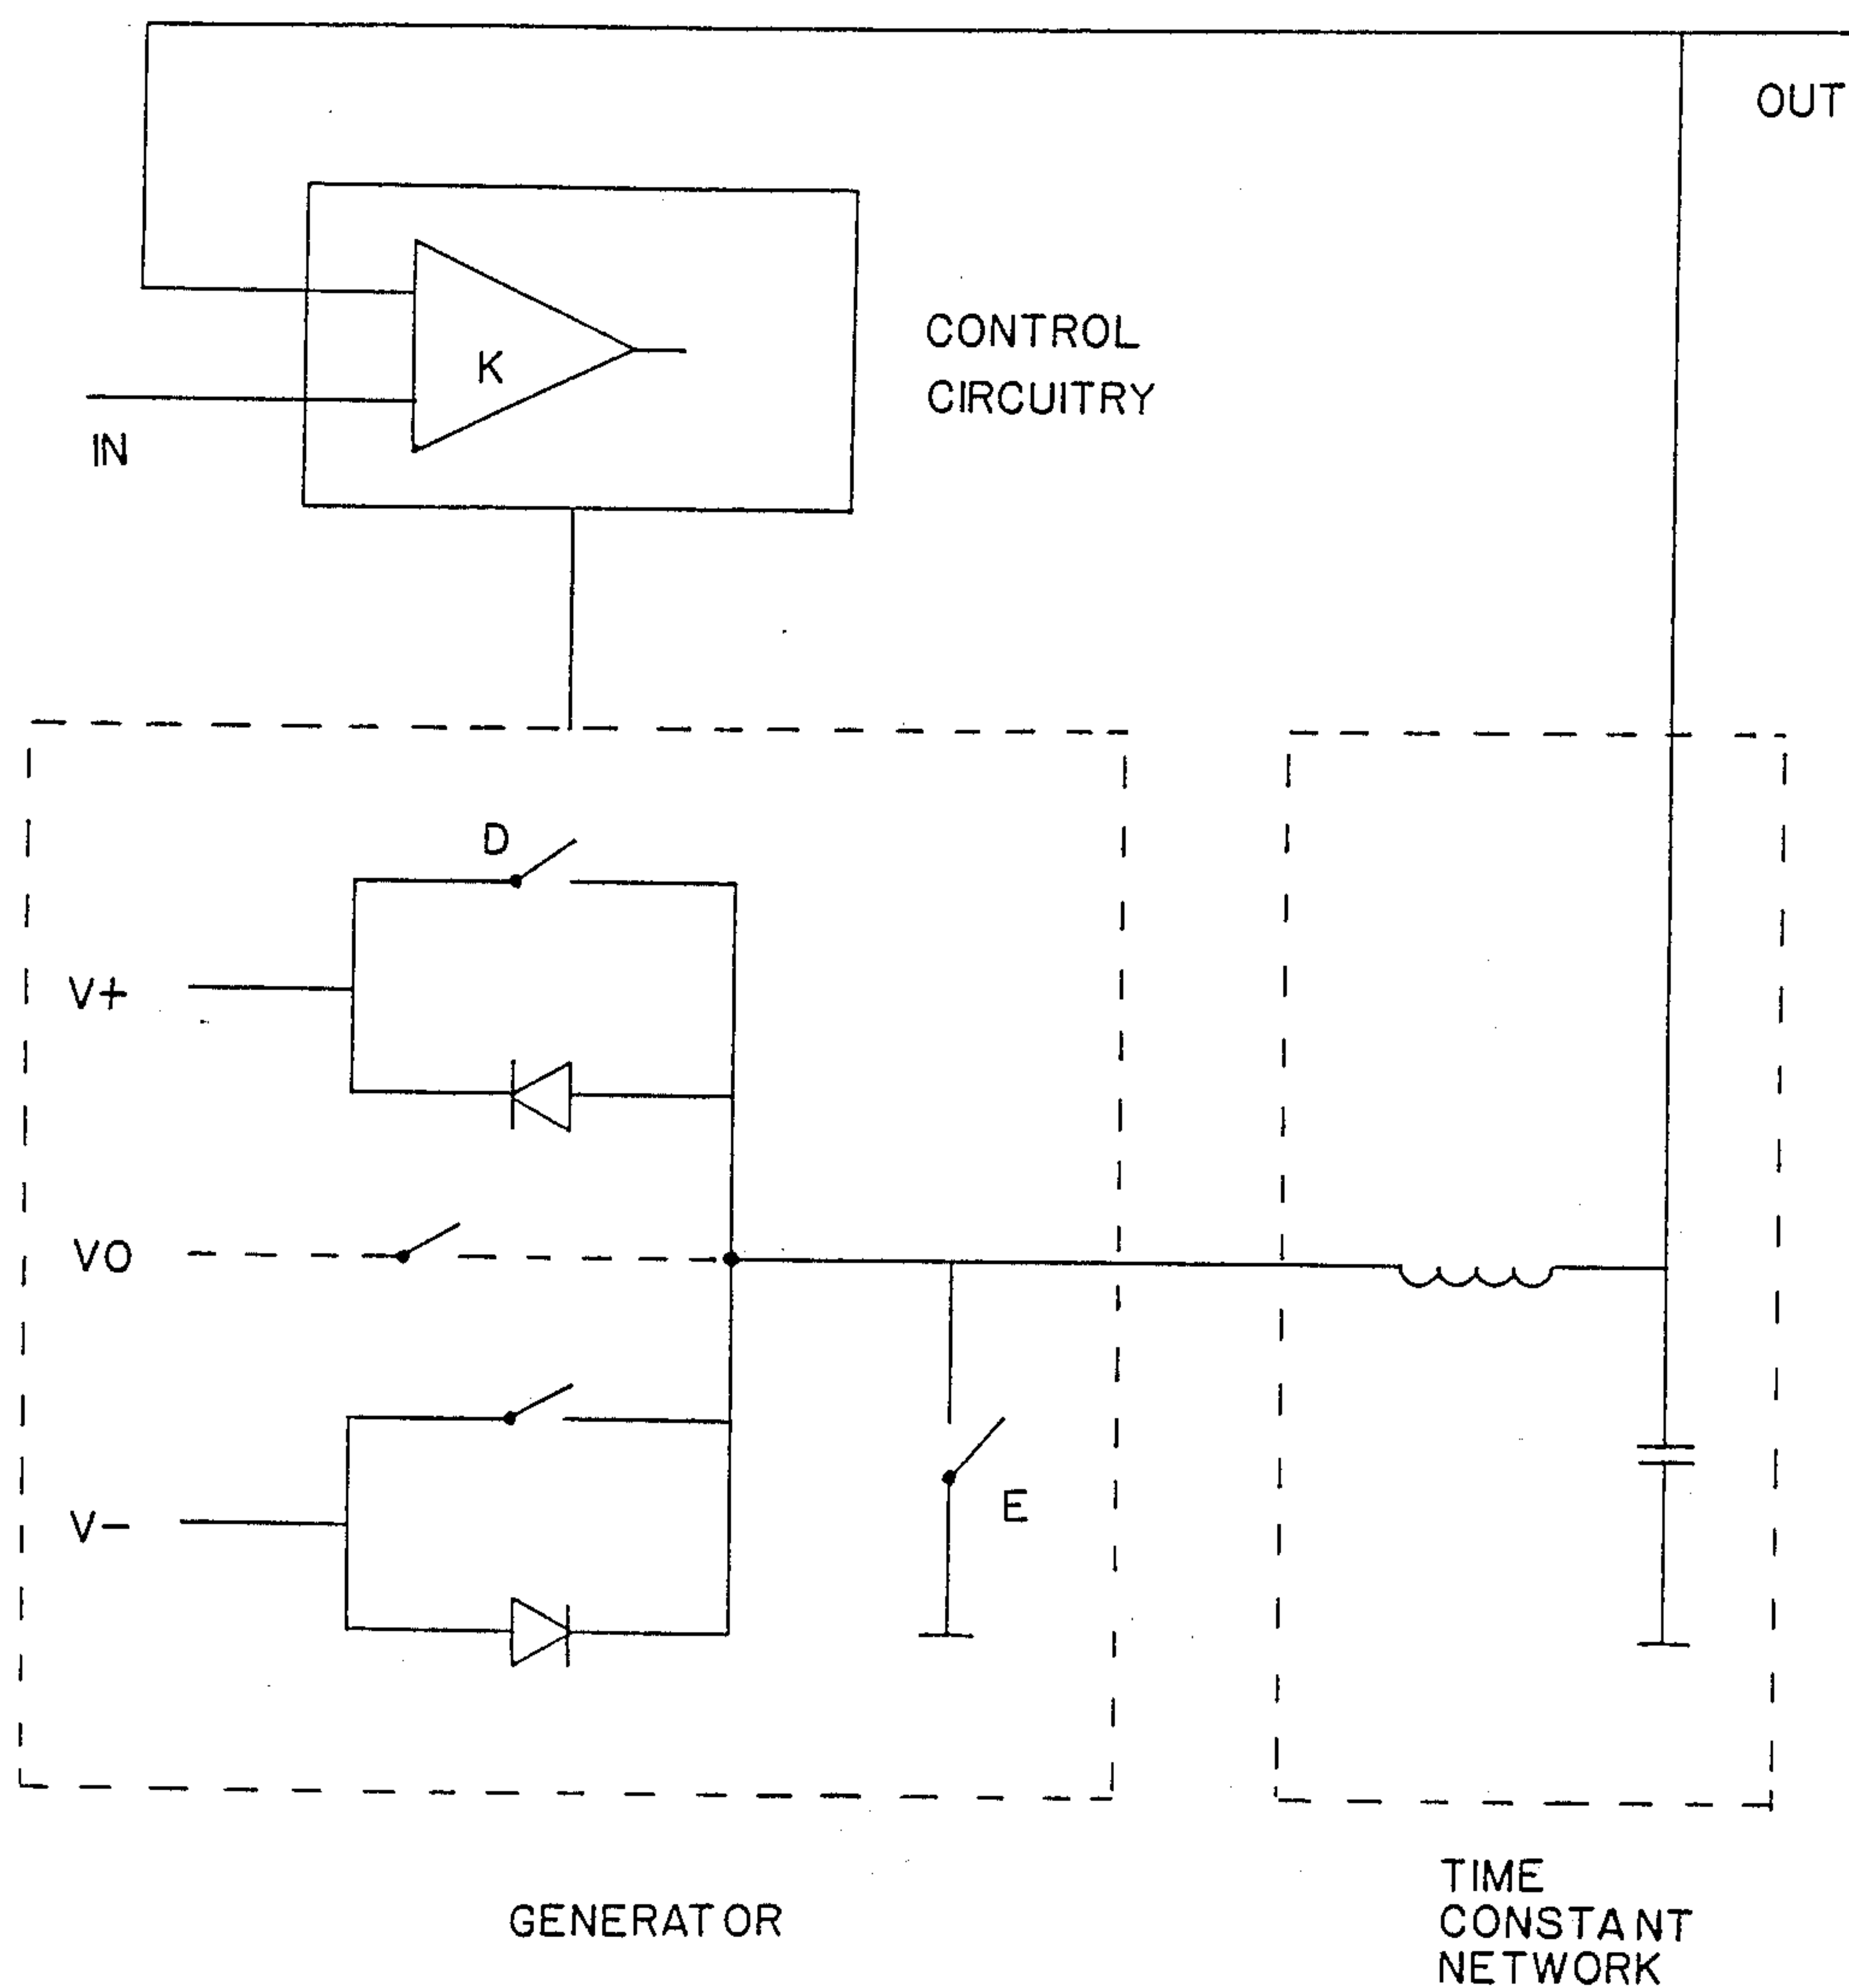 OUT
K
CONTROL
CIRCUITRY
IN
D
V+
VO
V−
E
GENERATOR
TIME
CONSTANT
NETWORK